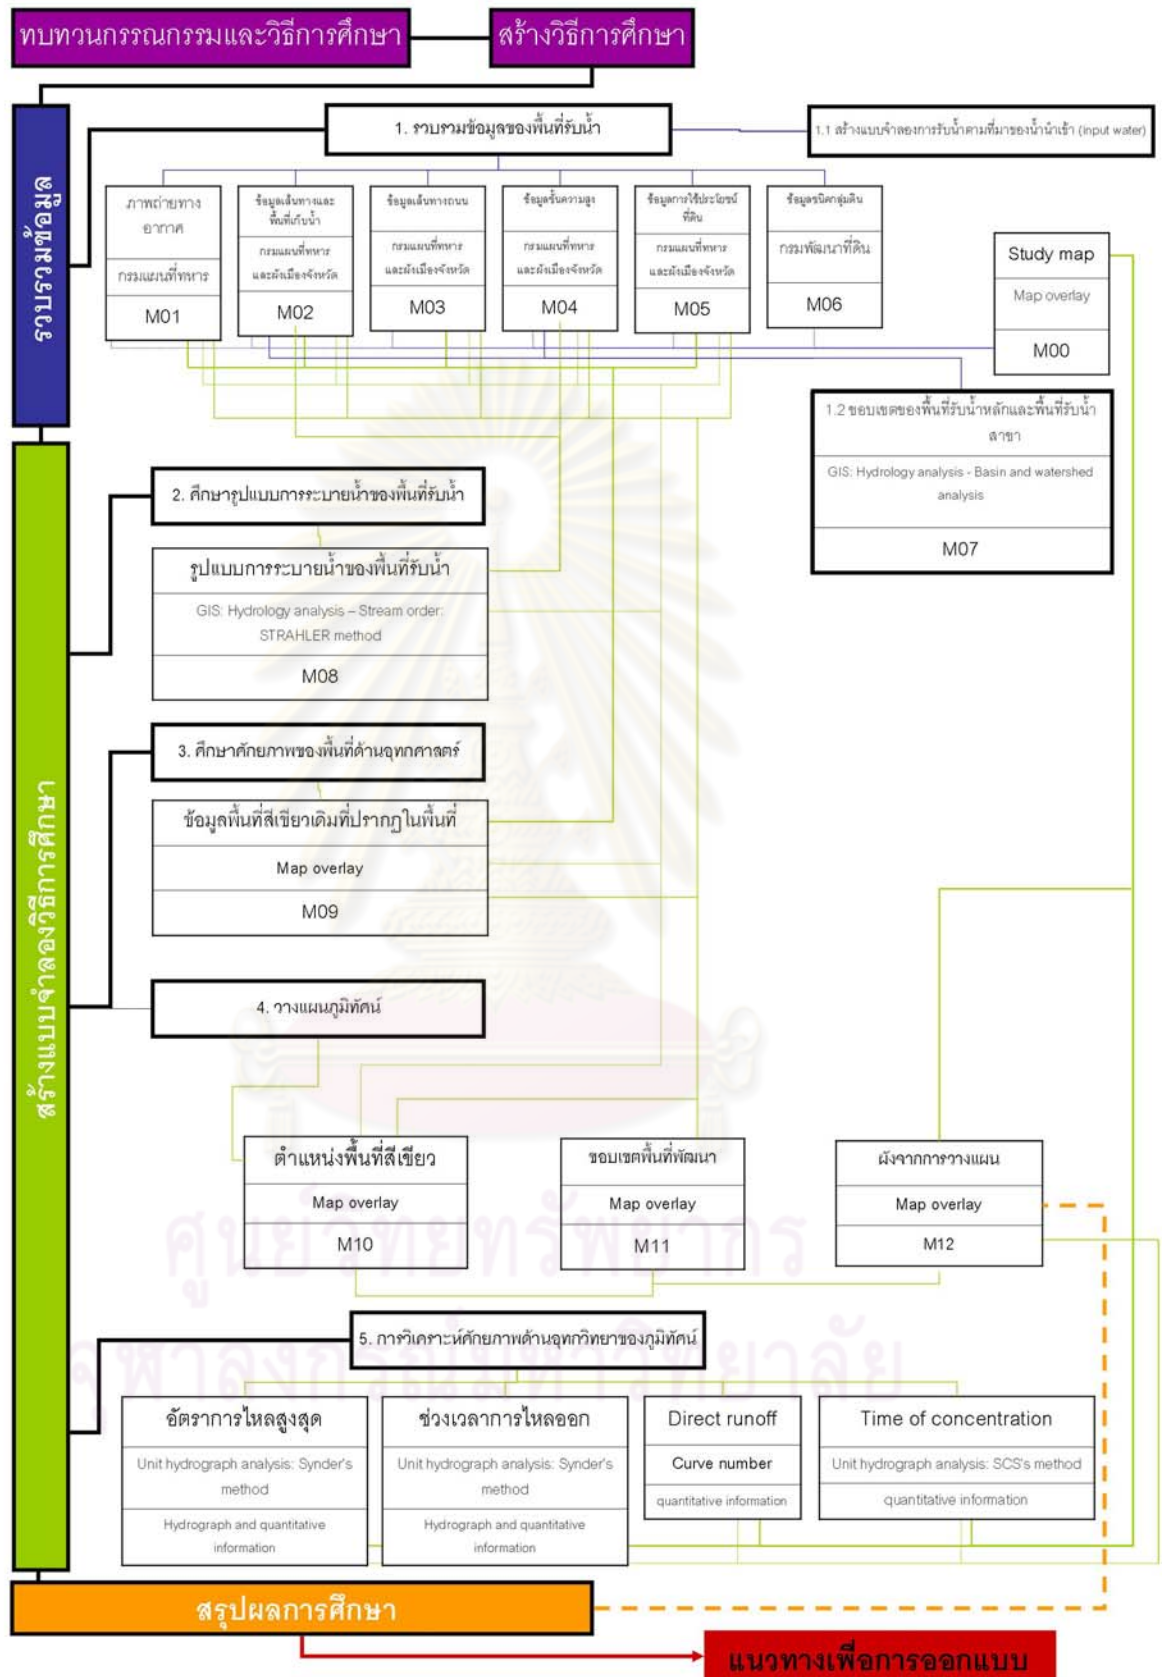 ทบทวนกรรณกรรมและวิธีการศึกษา
สร้างวิธีการศึกษา
รวบรวมข้อมูล
1. รวบรวมข้อมูลของพื้นที่รับน้ำ
1.1 สร้างแบบจำลองการรับน้ำตามที่มาของน้ำนำเข้า (input water)
ภาพถ่ายทาง
อากาศ
กรมแผนที่ทหาร
M01
ข้อมูลเส้นทางและ
พื้นที่เก็บน้ำ
กรมแผนที่ทหาร
และผังเมืองจังหวัด
M02
ข้อมูลเส้นทางถนน
กรมแผนที่ทหาร
และผังเมืองจังหวัด
M03
ข้อมูลชั้นความสูง
กรมแผนที่ทหาร
และผังเมืองจังหวัด
M04
ข้อมูลการใช้ประโยชน์
ที่ดิน
กรมแผนที่ทหาร
และผังเมืองจังหวัด
M05
ข้อมูลชนิดกลุ่มดิน
กรมพัฒนาที่ดิน
M06
Study map
Map overlay
M00
1.2 ขอบเขตของพื้นที่รับน้ำหลักและพื้นที่รับน้ำ
สาขา
GIS: Hydrology analysis - Basin and watershed
analysis
M07
สร้างแบบจำลองวิธีการศึกษา
2. ศึกษารูปแบบการระบายน้ำของพื้นที่รับน้ำ
รูปแบบการระบายน้ำของพื้นที่รับน้ำ
GIS: Hydrology analysis – Stream order:
STRAHLER method
M08
3. ศึกษาศักยภาพของพื้นที่ด้านอุทกศาสตร์
ข้อมูลพื้นที่สีเขียวเดิมที่ปรากฏในพื้นที่
Map overlay
M09
4. วางแผนภูมิทัศน์
ตำแหน่งพื้นที่สีเขียว
Map overlay
M10
ขอบเขตพื้นที่พัฒนา
Map overlay
M11
ผังจากการวางแผน
Map overlay
M12
ศูนย์วิทยทรัพยากร
จุฬาลงกรณ์มหาวิทยาลัย
5. การวิเคราะห์ศักยภาพด้านอุทกวิทยาของภูมิทัศน์
อัตราการไหลสูงสุด
Unit hydrograph analysis: Synder's
method
Hydrograph and quantitative
information
ช่วงเวลาการไหลออก
Unit hydrograph analysis: Synder's
method
Hydrograph and quantitative
information
Direct runoff
Curve number
quantitative information
Time of concentration
Unit hydrograph analysis: SCS's method
quantitative information
สรุปผลการศึกษา
แนวทางเพื่อการออกแบบ